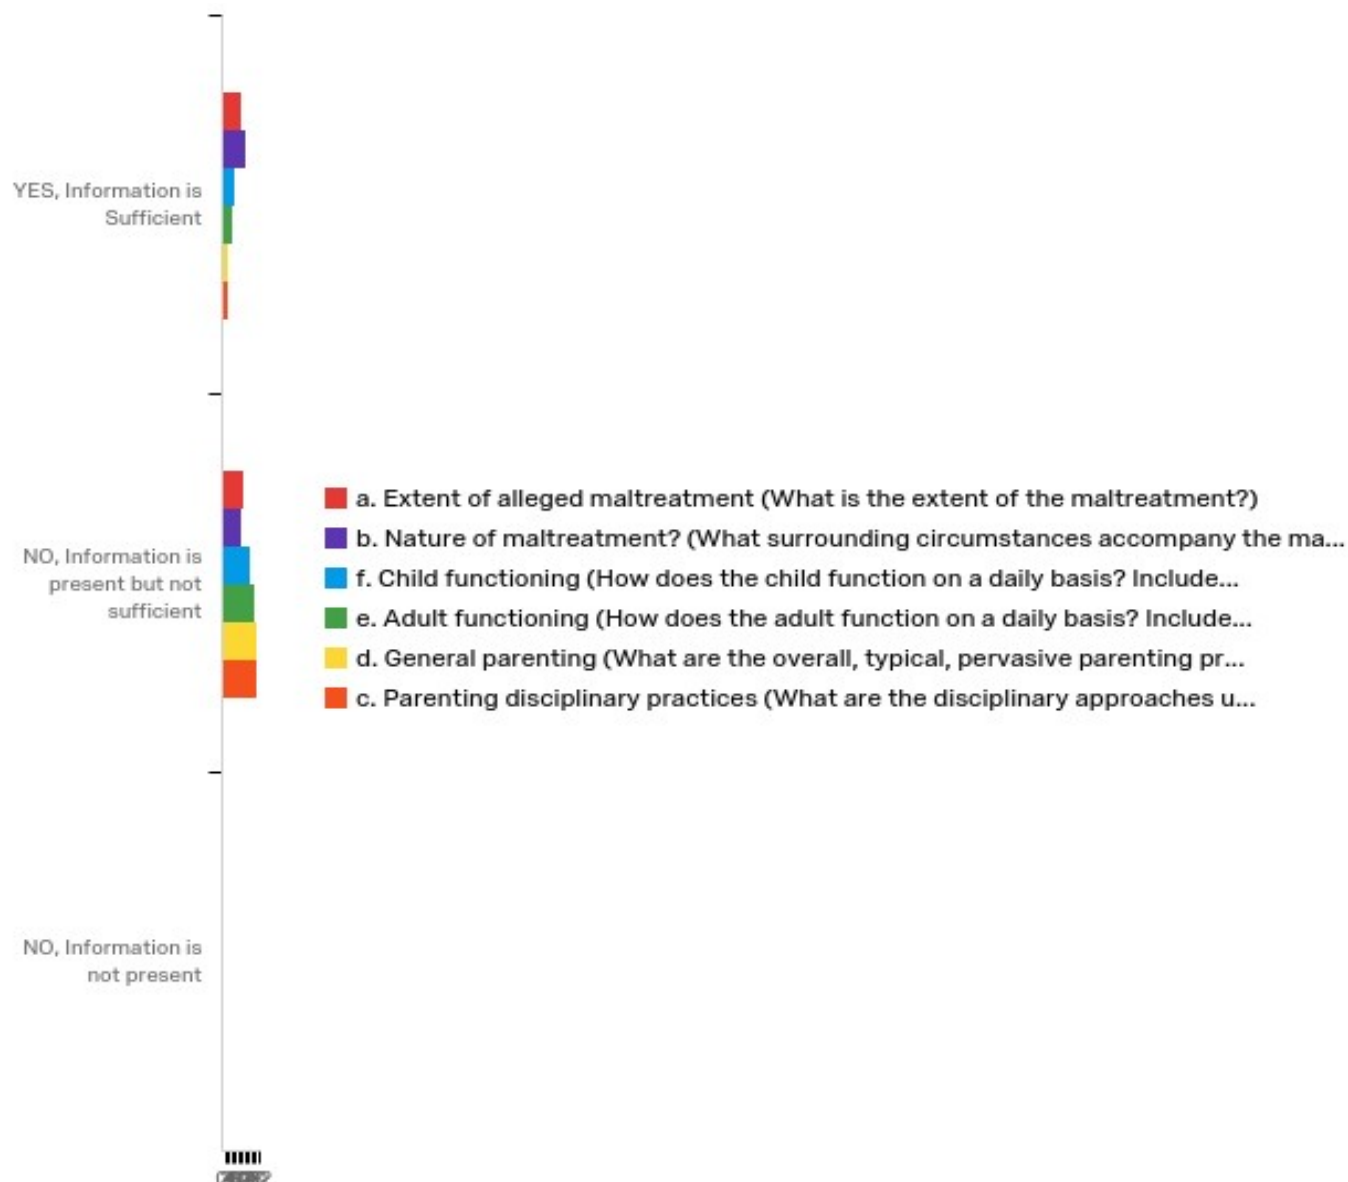 YES, Information is
Sufficient
NO, Information is
present but not
sufficient
a. Extent of alleged maltreatment (What is the extent of the maltreatment?)
b. Nature of maltreatment? (What surrounding circumstances accompany the ma...
f. Child functioning (How does the child function on a daily basis? Include...
e. Adult functioning (How does the adult function on a daily basis? Include...
d. General parenting (What are the overall, typical, pervasive parenting pr...
c. Parenting disciplinary practices (What are the disciplinary approaches u...
NO, Information is
not present